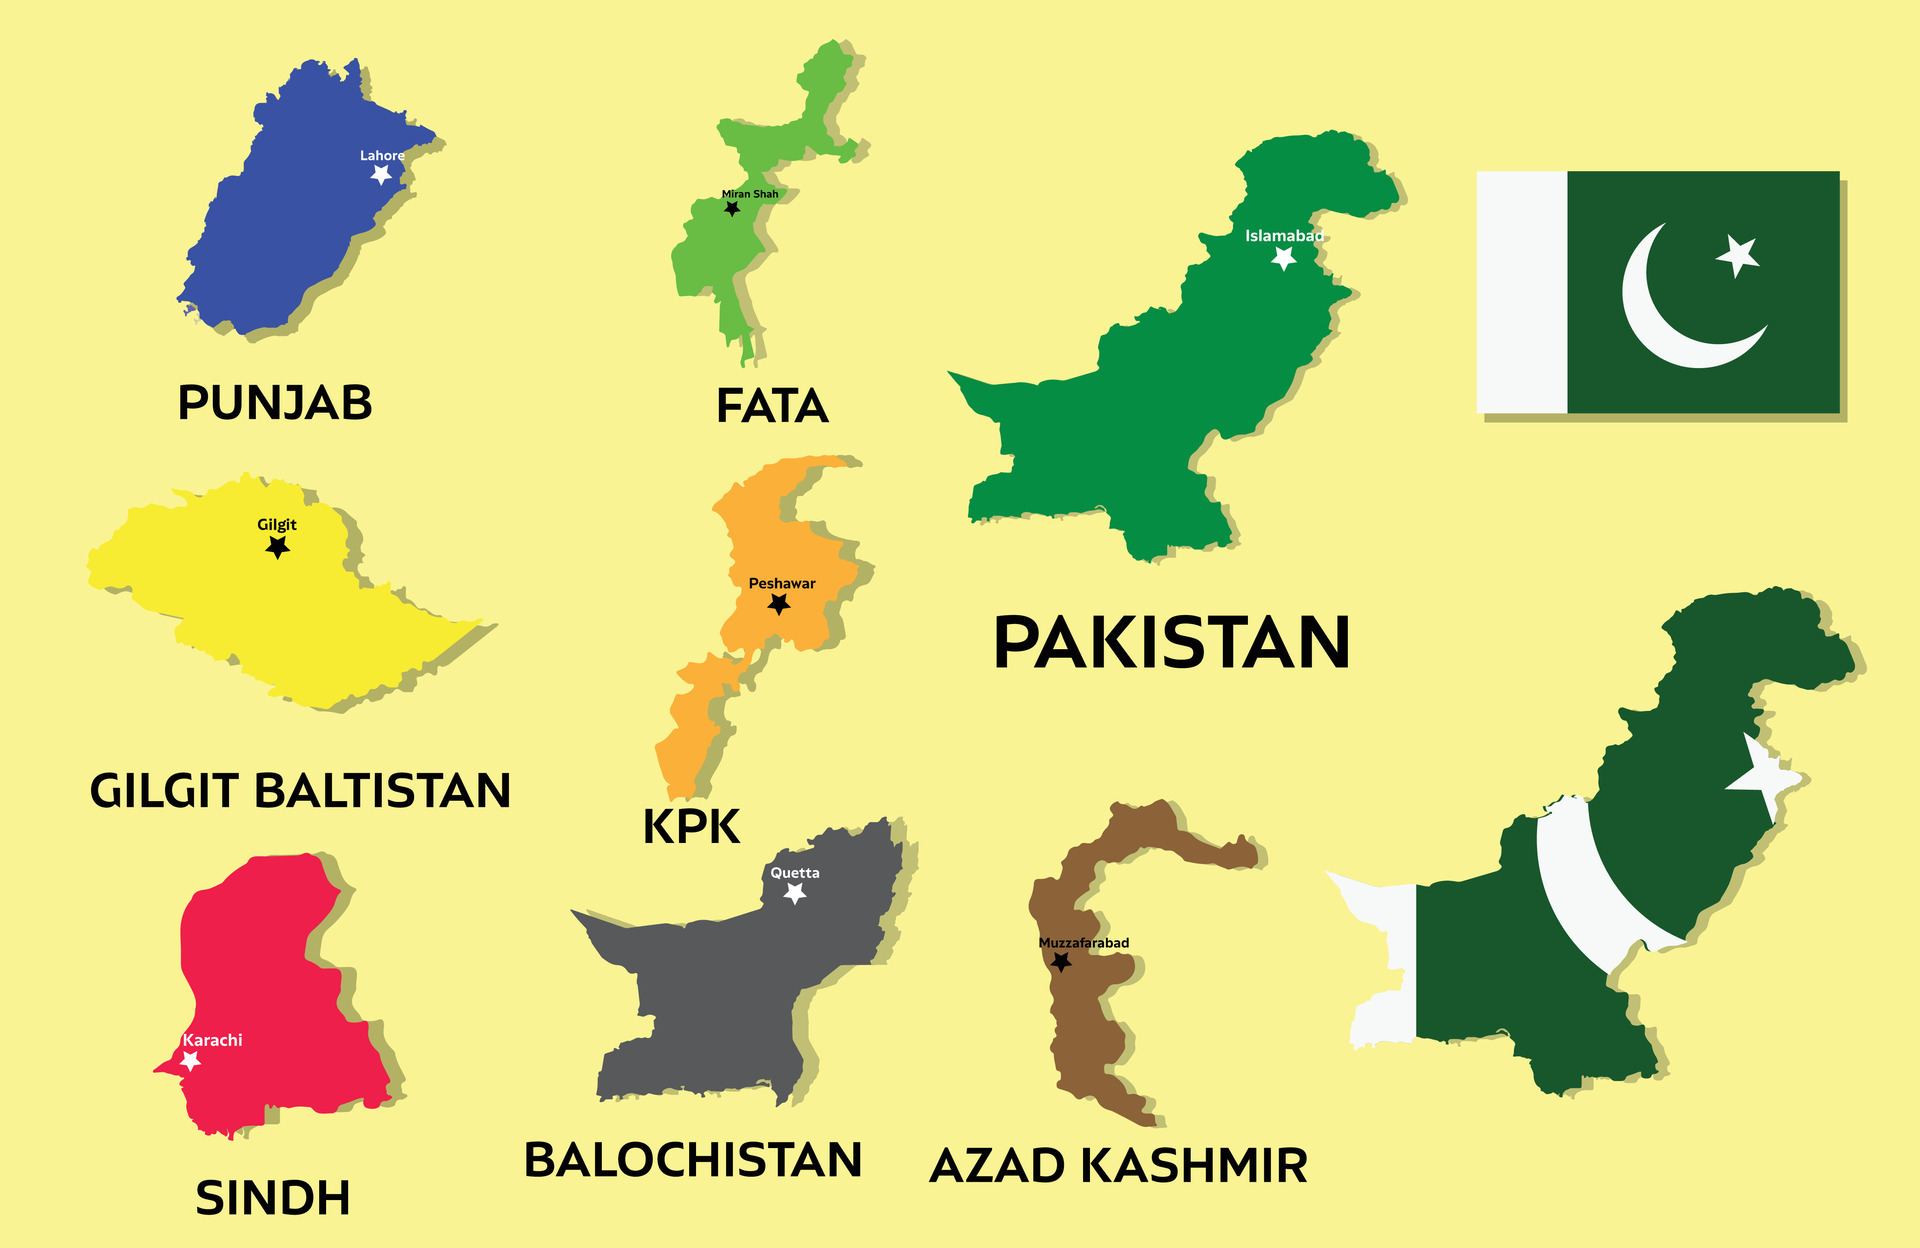 Lahore
PUNJAB
Miran Shah
FATA
Islamabad
PAKISTAN
Gilgit
GILGIT BALTISTAN
Peshawar
KPK
Karachi
SINDH
Quetta
BALOCHISTAN
Muzzafarabad
AZAD KASHMIR